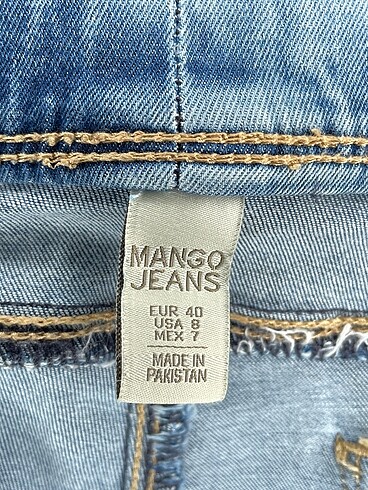 MANGO
JEANS
EUR 40
USA 8
MEX 7
MADE IN
PAKISTAN